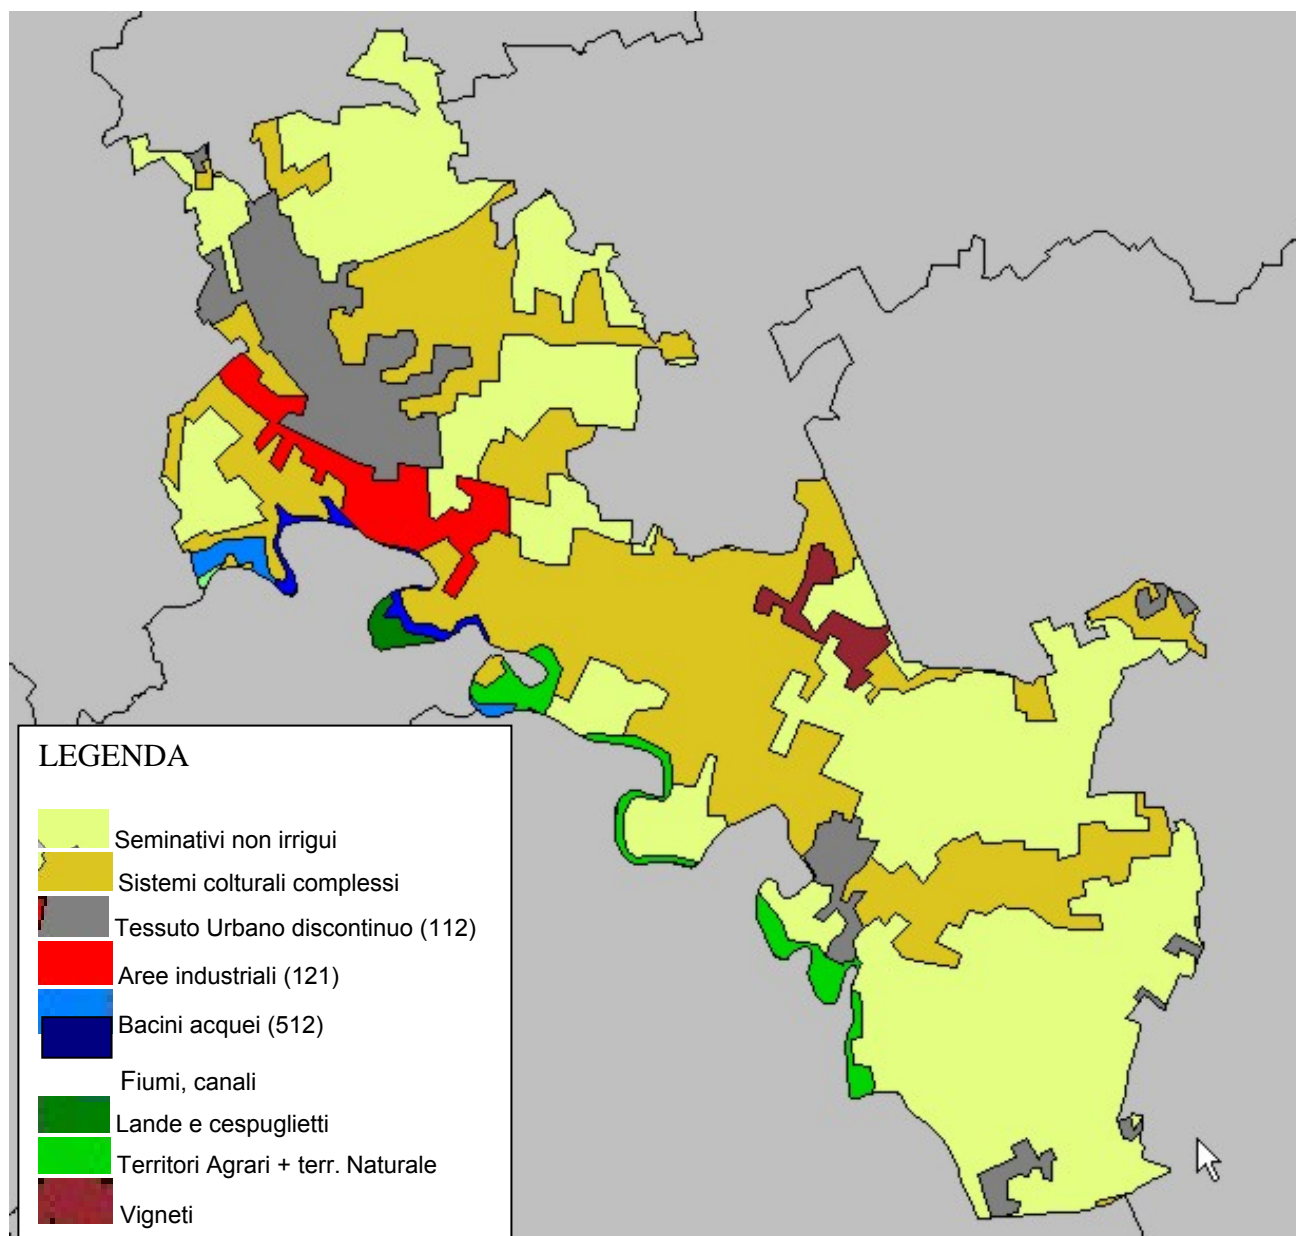 LEGENDA
Seminativi non irrigui
Sistemi colturali complessi
Tessuto Urbano discontinuo (112)
Aree industriali (121)
Bacini acquei (512)
Fiumi, canali
Lande e cespuglietti
Territori Agrari + terr. Naturale
Vigneti